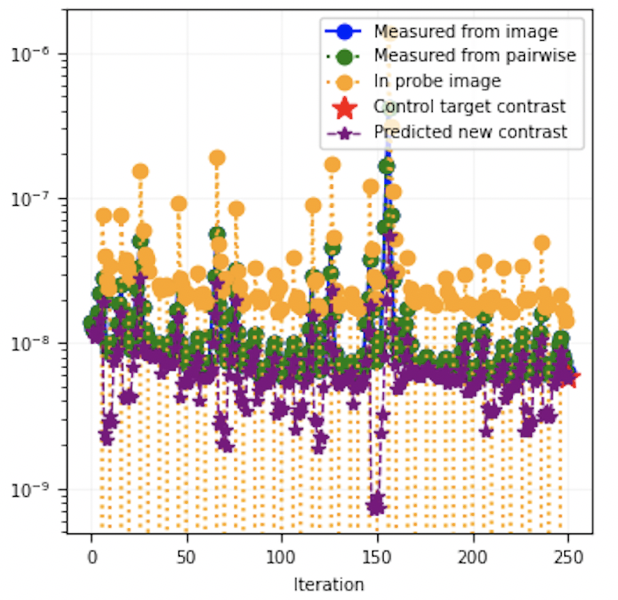 10⁻⁶
Measured from image
Measured from pairwise
In probe image
Control target contrast
Predicted new contrast
10⁻⁷
10⁻⁸
10⁻⁹
0 50 100 150 200 250
Iteration